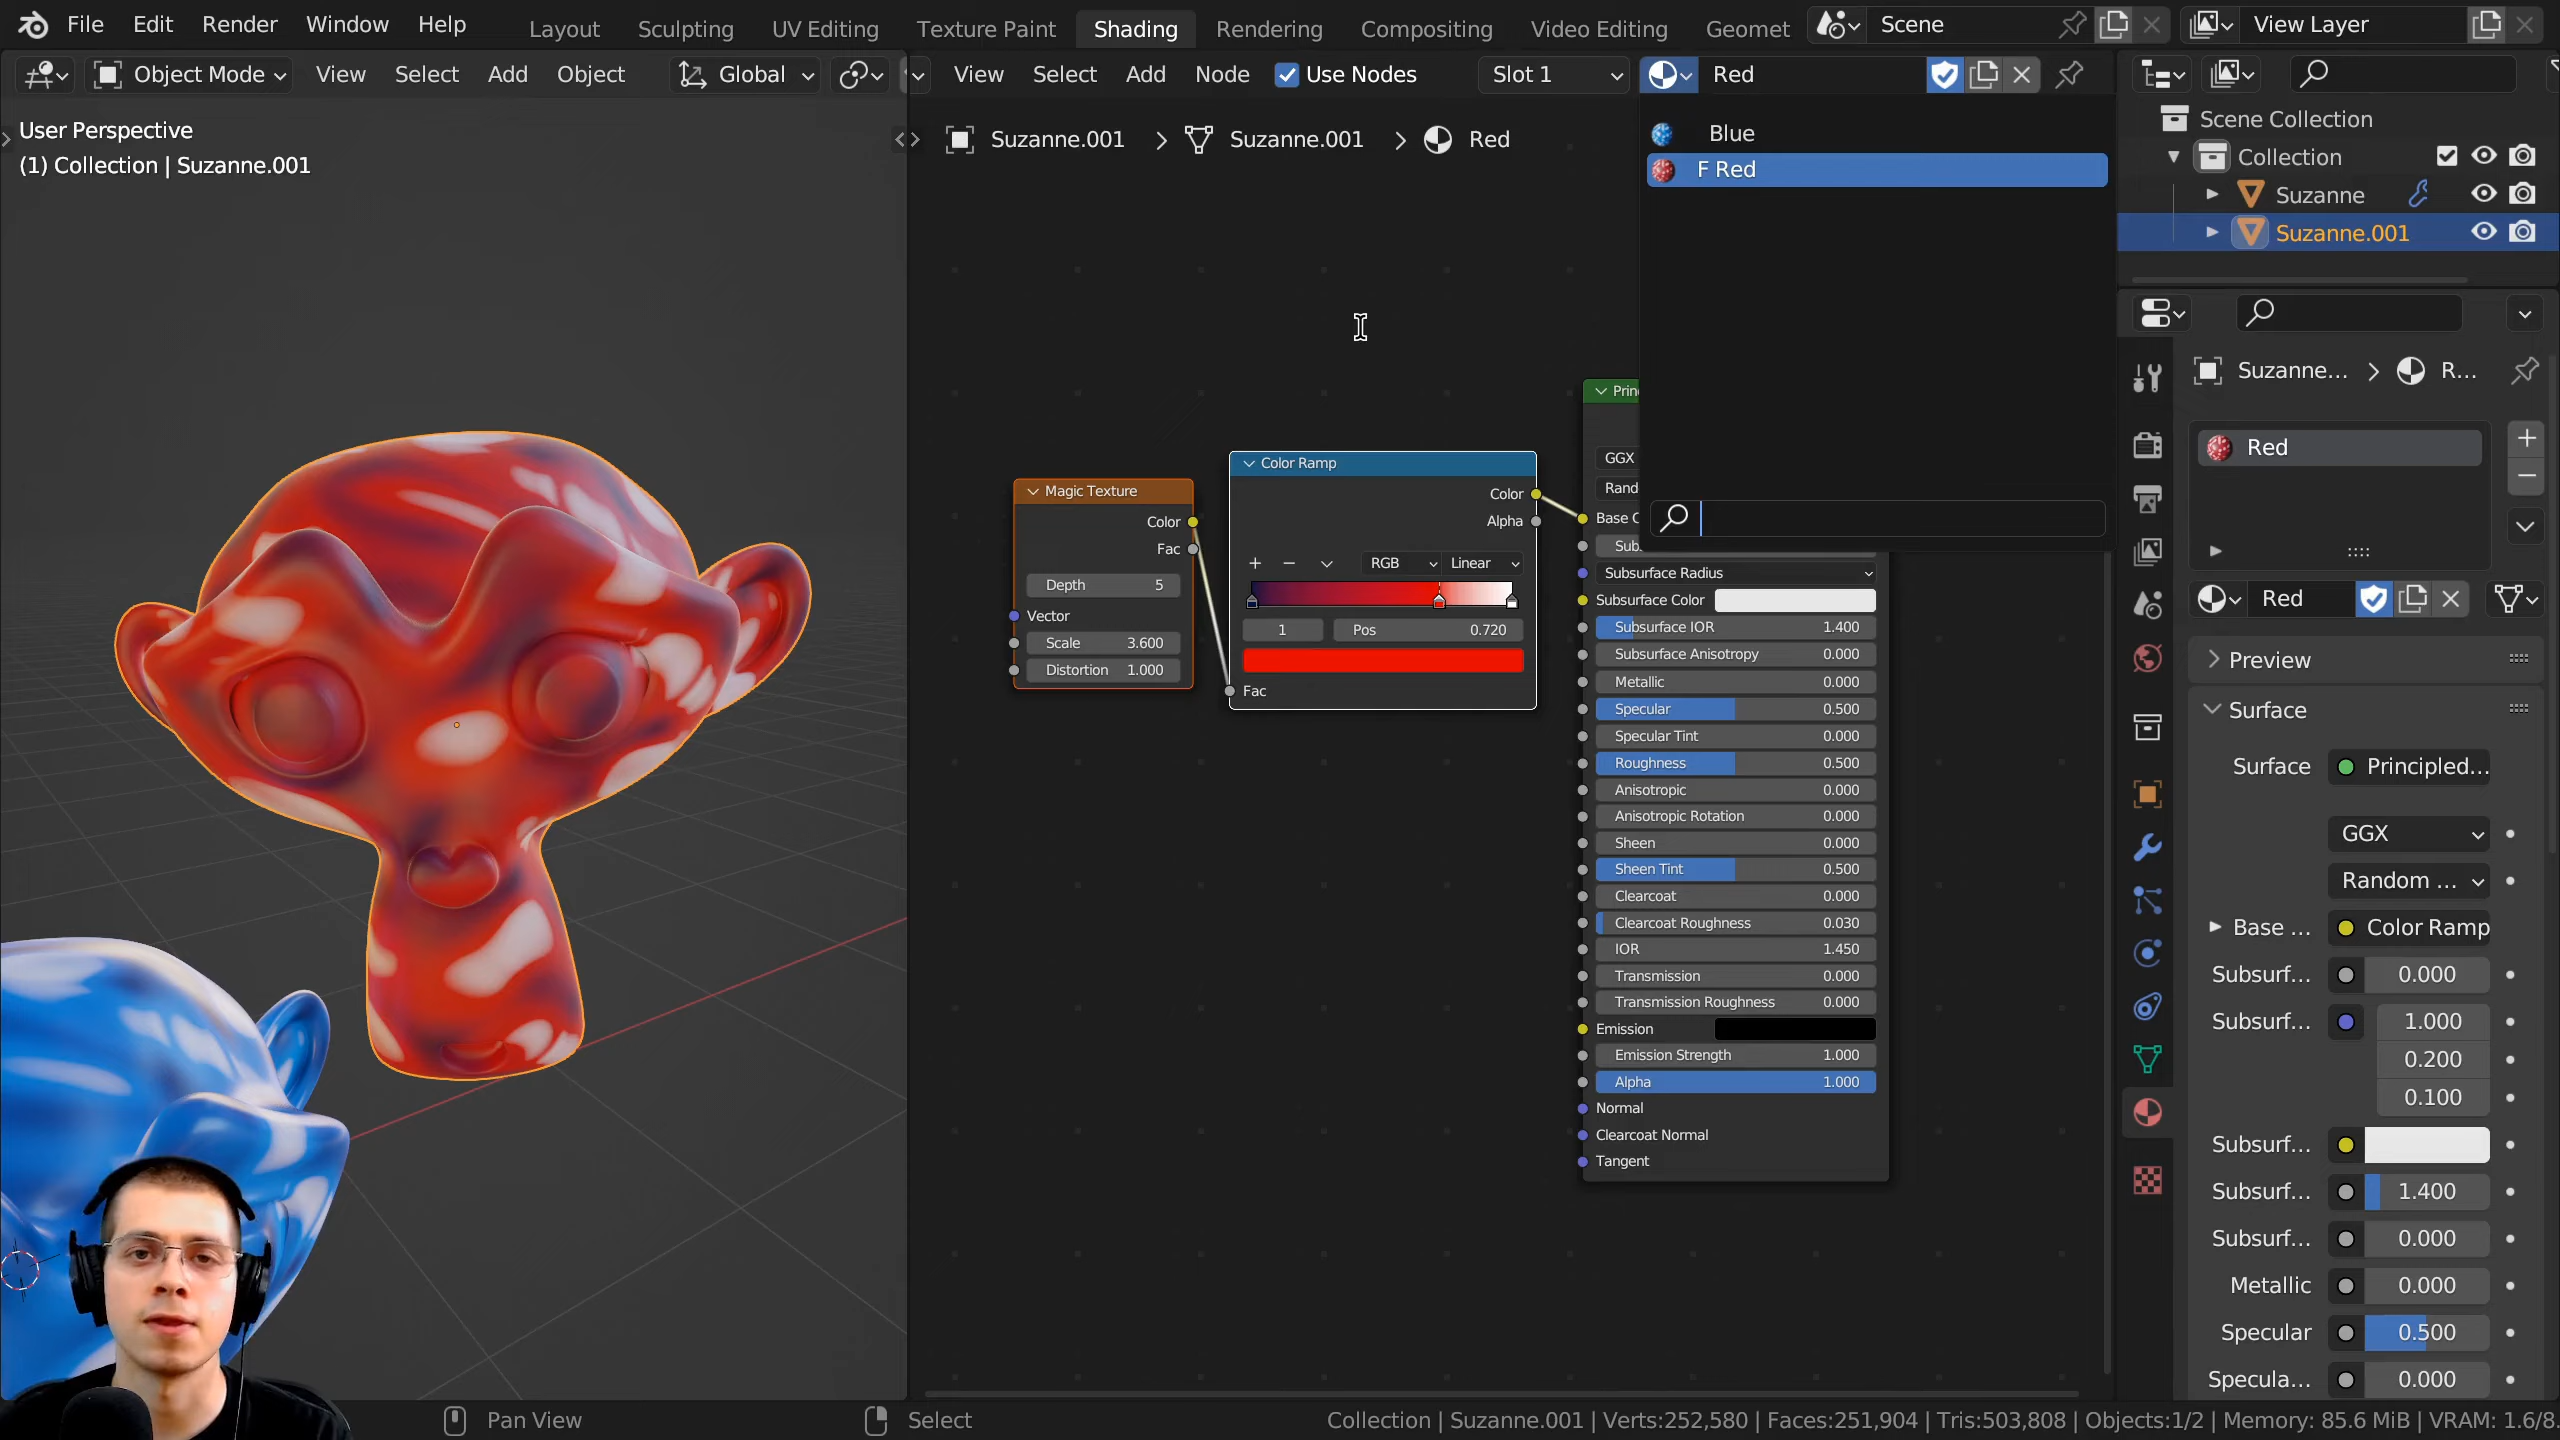 File Edit Render Window Help Layout Sculpting UV Editing Texture Paint Shading Rendering Compositing Video Editing Geomet Scene View Layer
Object Mode View Select Add Object Global View Select Add Node Use Nodes Slot 1 Red
User Perspective
(1) Collection | Suzanne.001
Suzanne.001 > Suzanne.001 > Red
Blue
F Red
Scene Collection
Collection
Suzanne
Suzanne.001
Magic Texture
Color
Fac
Depth 5
Vector
Scale 3.600
Distortion 1.000
Color Ramp
Color
Alpha
+ − RGB Linear
1 Pos 0.720
Fac
Prin
GGX
Rand
Base C
Sub
Subsurface Radius
Subsurface Color
Subsurface IOR 1.400
Subsurface Anisotropy 0.000
Metallic 0.000
Specular 0.500
Specular Tint 0.000
Roughness 0.500
Anisotropic 0.000
Anisotropic Rotation 0.000
Sheen 0.000
Sheen Tint 0.500
Clearcoat 0.000
Clearcoat Roughness 0.030
IOR 1.450
Transmission 0.000
Transmission Roughness 0.000
Emission
Emission Strength 1.000
Alpha 1.000
Normal
Clearcoat Normal
Tangent
Suzanne... > R...
Red
Red
Preview
Surface
Surface Principled...
GGX
Random ...
Base ... Color Ramp
Subsurf... 0.000
Subsurf... 1.000
0.200
0.100
Subsurf...
Subsurf... 1.400
Subsurf... 0.000
Metallic 0.000
Specular 0.500
Specula... 0.000
Pan View Select Collection | Suzanne.001 | Verts:252,580 | Faces:251,904 | Tris:503,808 | Objects:1/2 | Memory: 85.6 MiB | VRAM: 1.6/8.